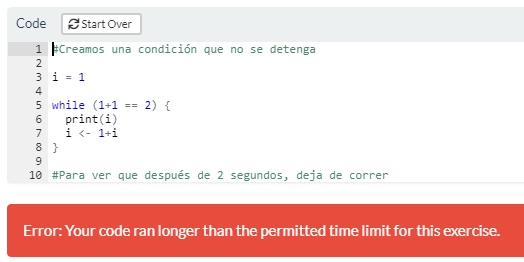 Code Start Over
1 #Creamos una condición que no se detenga
2
3 i = 1
4
5 while (1+1 == 2) {
6 print(i)
7 i <- 1+i
8 }
9
10 #Para ver que después de 2 segundos, deja de correr
Error: Your code ran longer than the permitted time limit for this exercise.